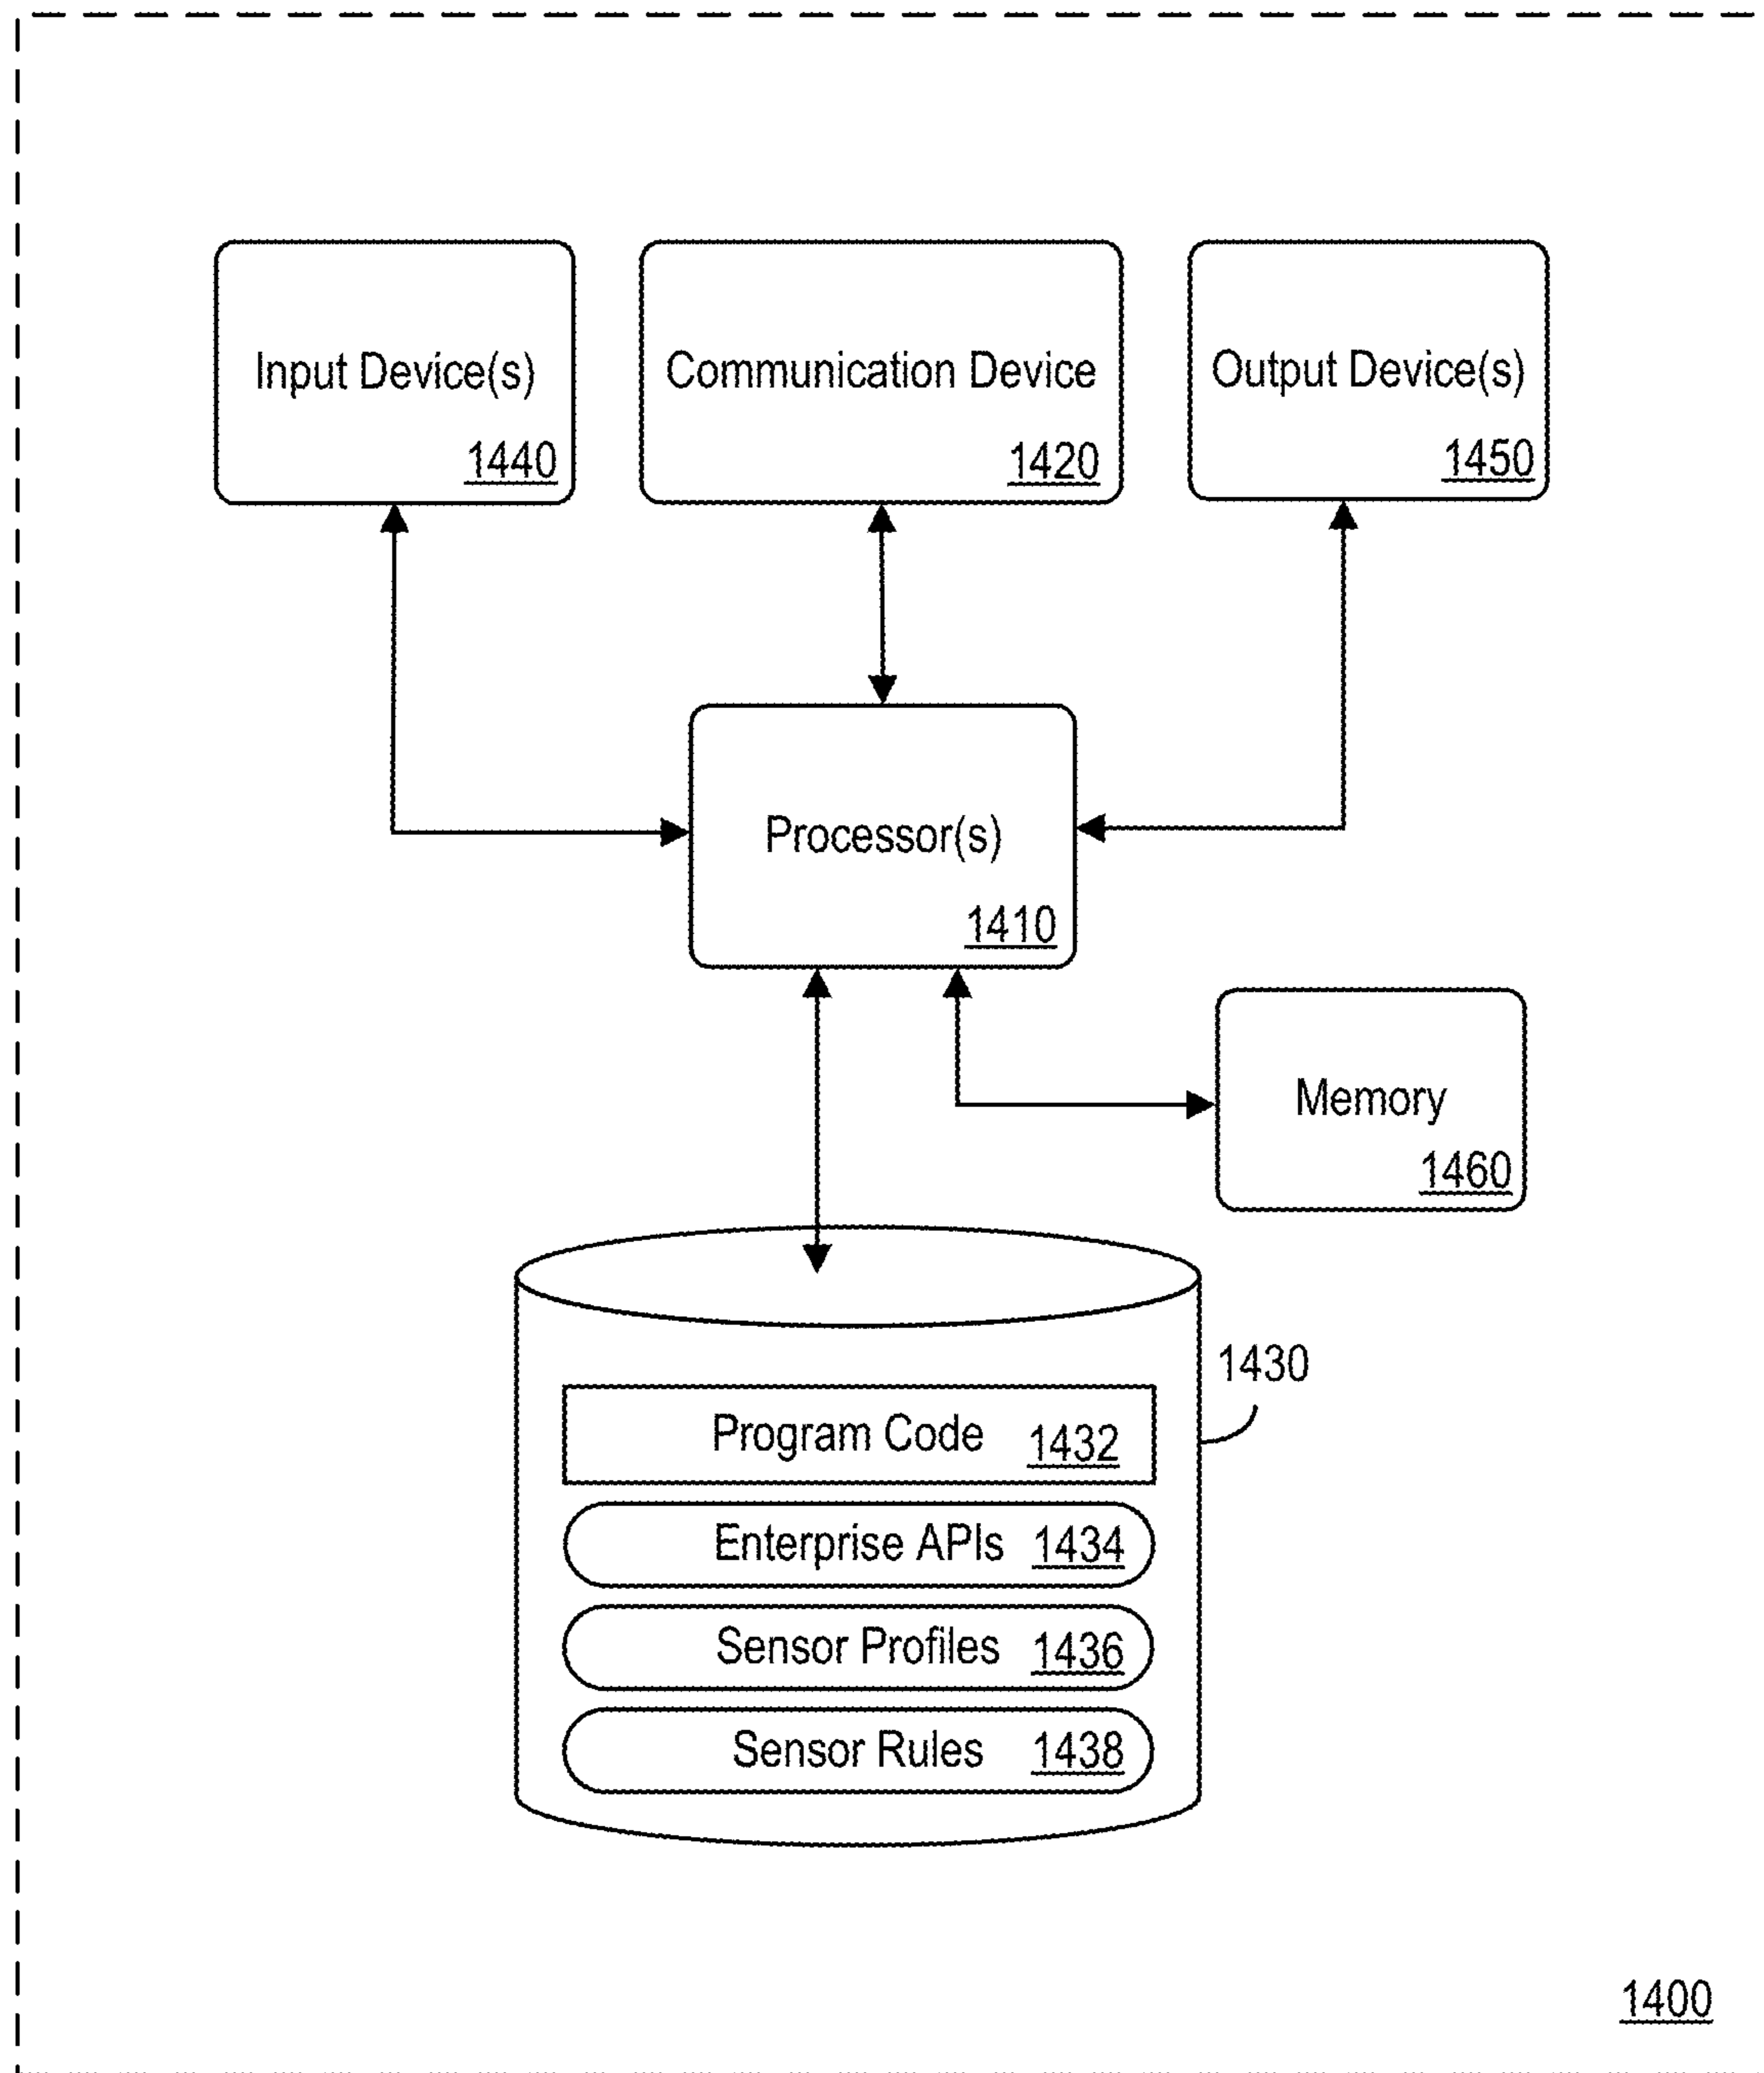 Input Device(s)
1440
Communication Device
1420
Output Device(s)
1450
Processor(s)
1410
Memory
1460
1430
Program Code 1432
Enterprise APIs 1434
Sensor Profiles 1436
Sensor Rules 1438
1400